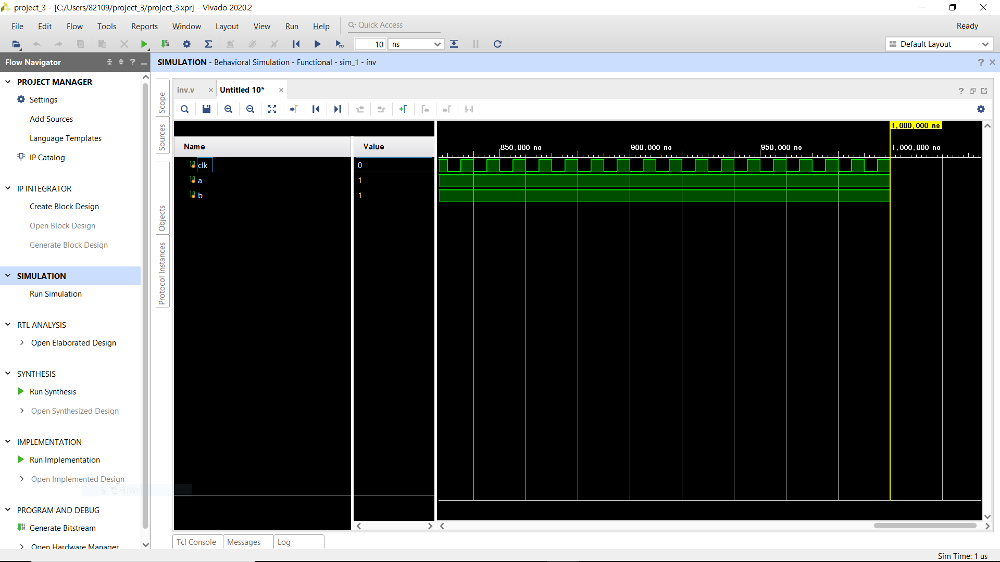 project_3 - [C:/Users/82109/project_3/project_3.xpr] - Vivado 2020.2
File Edit Flow Tools Reports Window Layout View Run Help Quick Access Ready
10 ns Default Layout
Flow Navigator
SIMULATION - Behavioral Simulation - Functional - sim_1 - inv
PROJECT MANAGER
Settings
Add Sources
Language Templates
IP Catalog
IP INTEGRATOR
Create Block Design
Open Block Design
Generate Block Design
SIMULATION
Run Simulation
RTL ANALYSIS
Open Elaborated Design
SYNTHESIS
Run Synthesis
Open Synthesized Design
IMPLEMENTATION
Run Implementation
Open Implemented Design
창 캡처(W)
PROGRAM AND DEBUG
Generate Bitstream
Open Hardware Manager
Scope
Sources
Objects
Protocol Instances
inv.v Untitled 10*
Name Value
clk 0
a 1
b 1
1,000.000 ns
850.000 ns 900.000 ns 950.000 ns 1,000.000 ns
Tcl Console Messages Log
Sim Time: 1 us